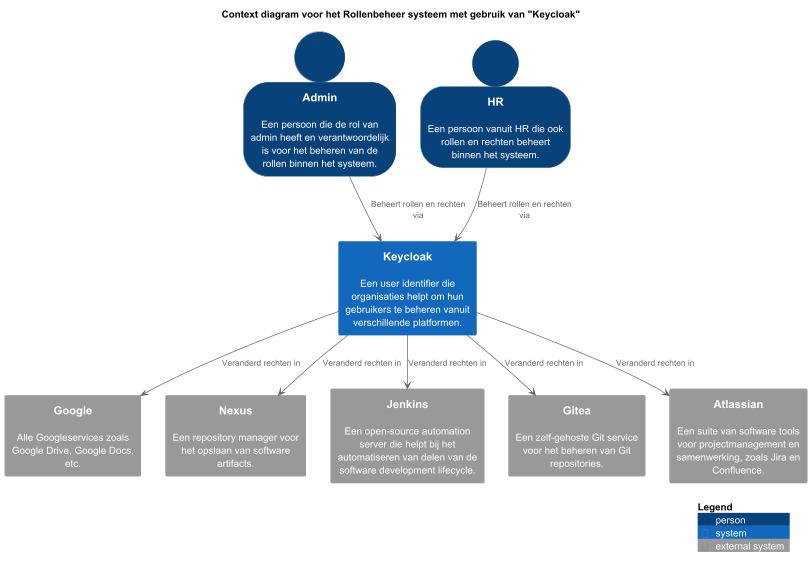 Context diagram voor het Rollenbeheer systeem met gebruik van "Keycloak"
Admin
Een persoon die de rol van
admin heeft en verantwoordelijk
is voor het beheren van de
rollen binnen het systeem.
HR
Een persoon vanuit HR die ook
rollen en rechten beheert
binnen het systeem.
Beheert rollen en rechten
via
Beheert rollen en rechten
via
Keycloak
Een user identifier die
organisaties helpt om hun
gebruikers te beheren vanuit
verschillende platformen.
Veranderd rechten in
Veranderd rechten in
Veranderd rechten in
Veranderd rechten in
Veranderd rechten in
Google
Alle Googleservices zoals
Google Drive, Google Docs,
etc.
Nexus
Een repository manager voor
het opslaan van software
artifacts.
Jenkins
Een open-source automation
server die helpt bij het
automatiseren van delen van de
software development lifecycle.
Gitea
Een zelf-gehoste Git service
voor het beheren van Git
repositories.
Atlassian
Een suite van software tools
voor projectmanagement en
samenwerking, zoals Jira en
Confluence.
Legend
person
system
external system